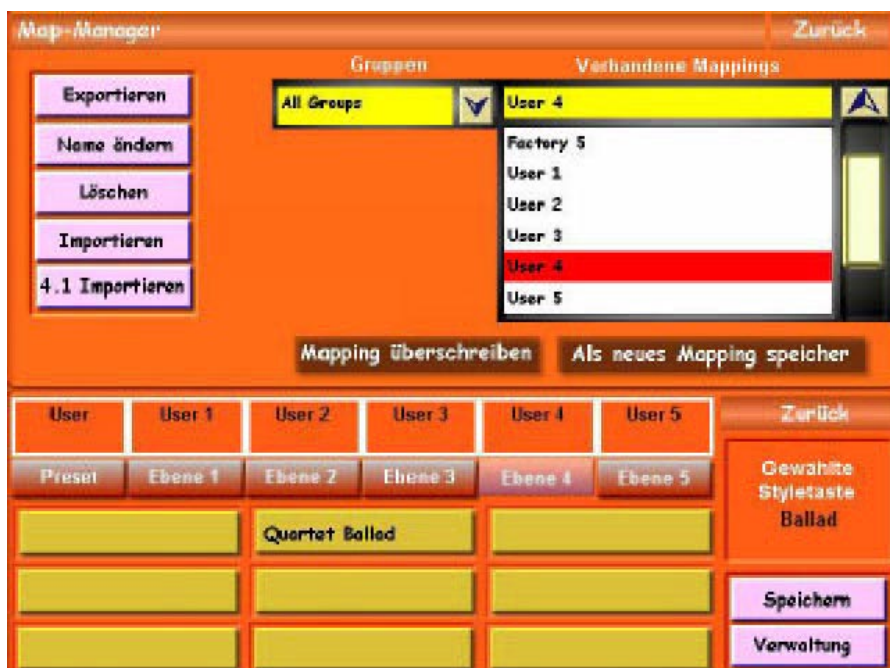 Map-Manager
Zurück
Gruppen
Vorhandene Mappings
Exportieren
Name ändern
Löschen
Importieren
4.1 Importieren
All Groups
User 4
Factory 5
User 1
User 2
User 3
User 4
User 5
Mapping überschreiben
Als neues Mapping speicher
User
User 1
User 2
User 3
User 4
User 5
Zurück
Preset
Ebene 1
Ebene 2
Ebene 3
Ebene 4
Ebene 5
Gewählte
Styletaste
Ballad
Quartet Ballad
Speichern
Verwaltung